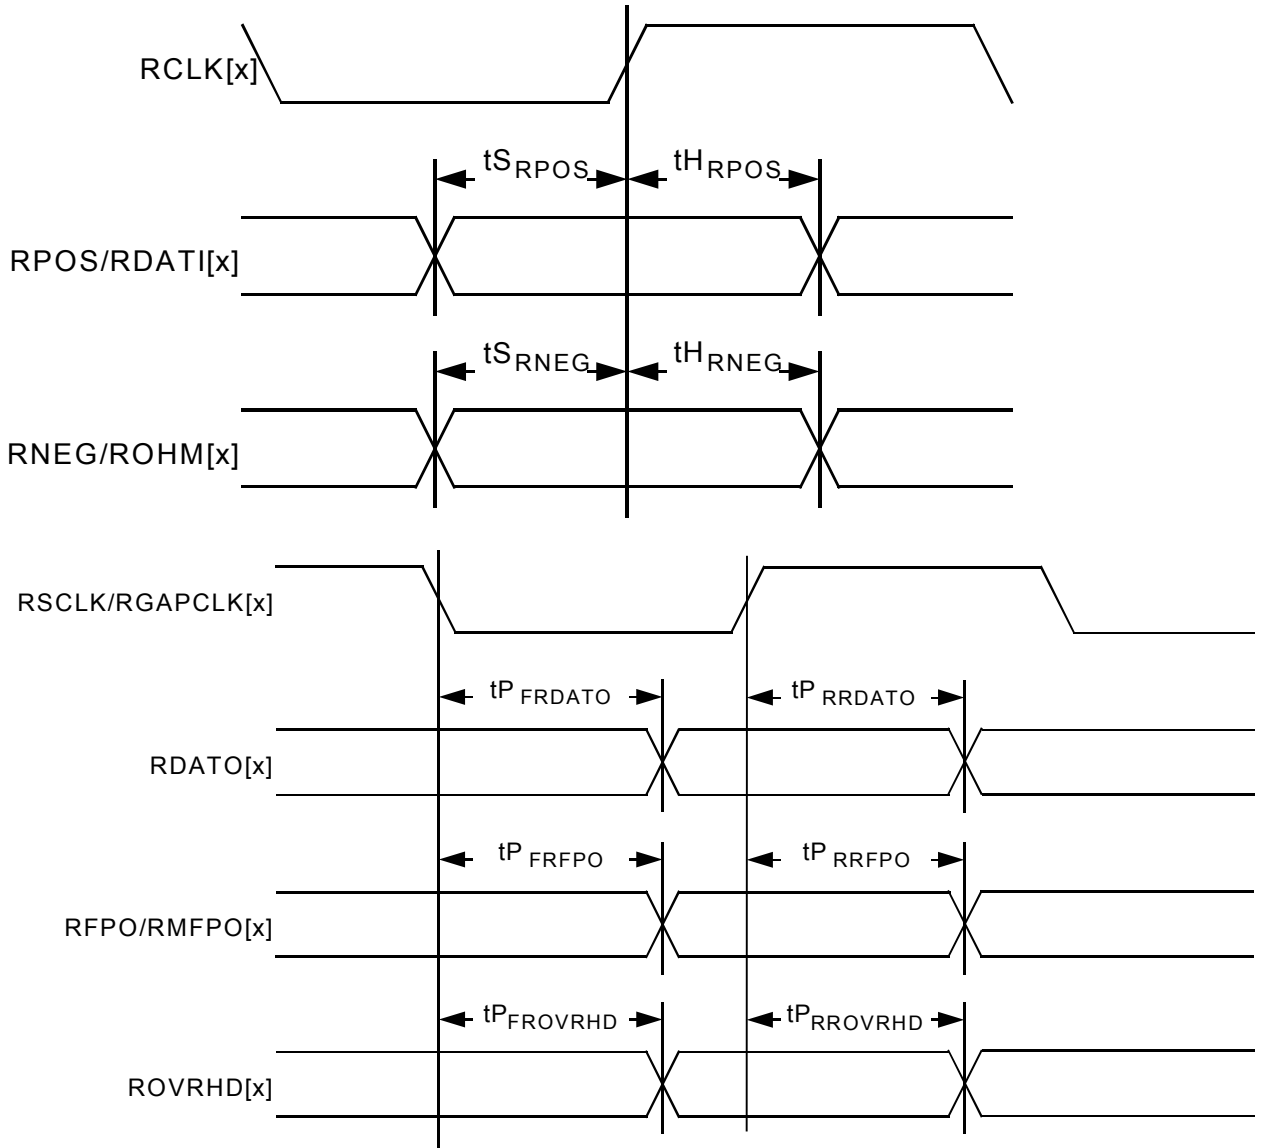 RCLK[x]
tSRPOS tHRPOS
RPOS/RDATI[x]
tSRNEG tHRNEG
RNEG/ROHM[x]
RSCLK/RGAPCLK[x]
tP FRDATO tP RRDATO
RDATO[x]
tP FRFPO tP RRFPO
RFPO/RMFPO[x]
tPFROVRHD tPRROVRHD
ROVRHD[x]